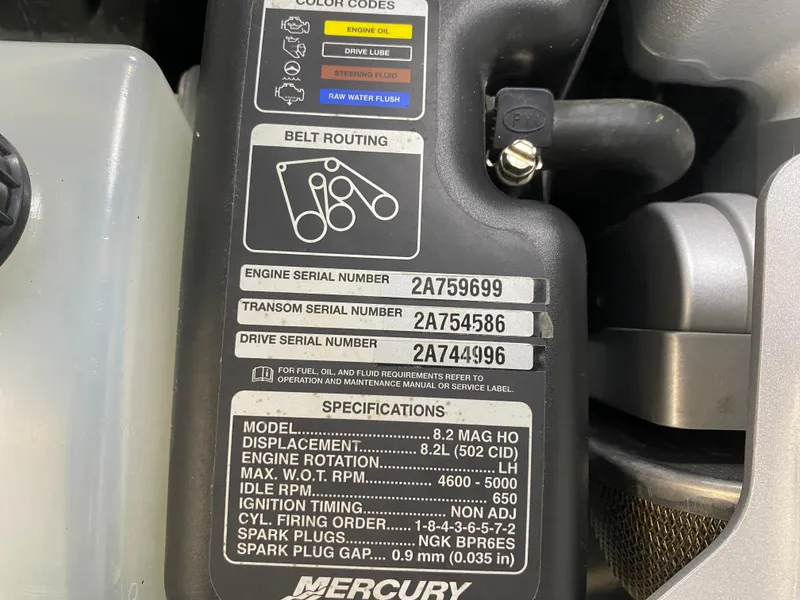 COLOR CODES
ENGINE OIL
DRIVE LUBE
STEERING FLUID
RAW WATER FLUSH
BELT ROUTING
ENGINE SERIAL NUMBER 2A759699
TRANSOM SERIAL NUMBER 2A754586
DRIVE SERIAL NUMBER 2A744996
FOR FUEL, OIL, AND FLUID REQUIREMENTS REFER TO
OPERATION AND MAINTENANCE MANUAL OR SERVICE LABEL.
SPECIFICATIONS
MODEL..............................8.2 MAG HO
DISPLACEMENT............ 8.2L (502 CID)
ENGINE ROTATION.........................LH
MAX. W.O.T. RPM............... 4600 - 5000
IDLE RPM......................................650
IGNITION TIMING.................NON ADJ
CYL. FIRING ORDER.....1-8-4-3-6-5-7-2
SPARK PLUGS...............NGK BPR6ES
SPARK PLUG GAP.... 0.9 mm (0.035 in)
MERCURY